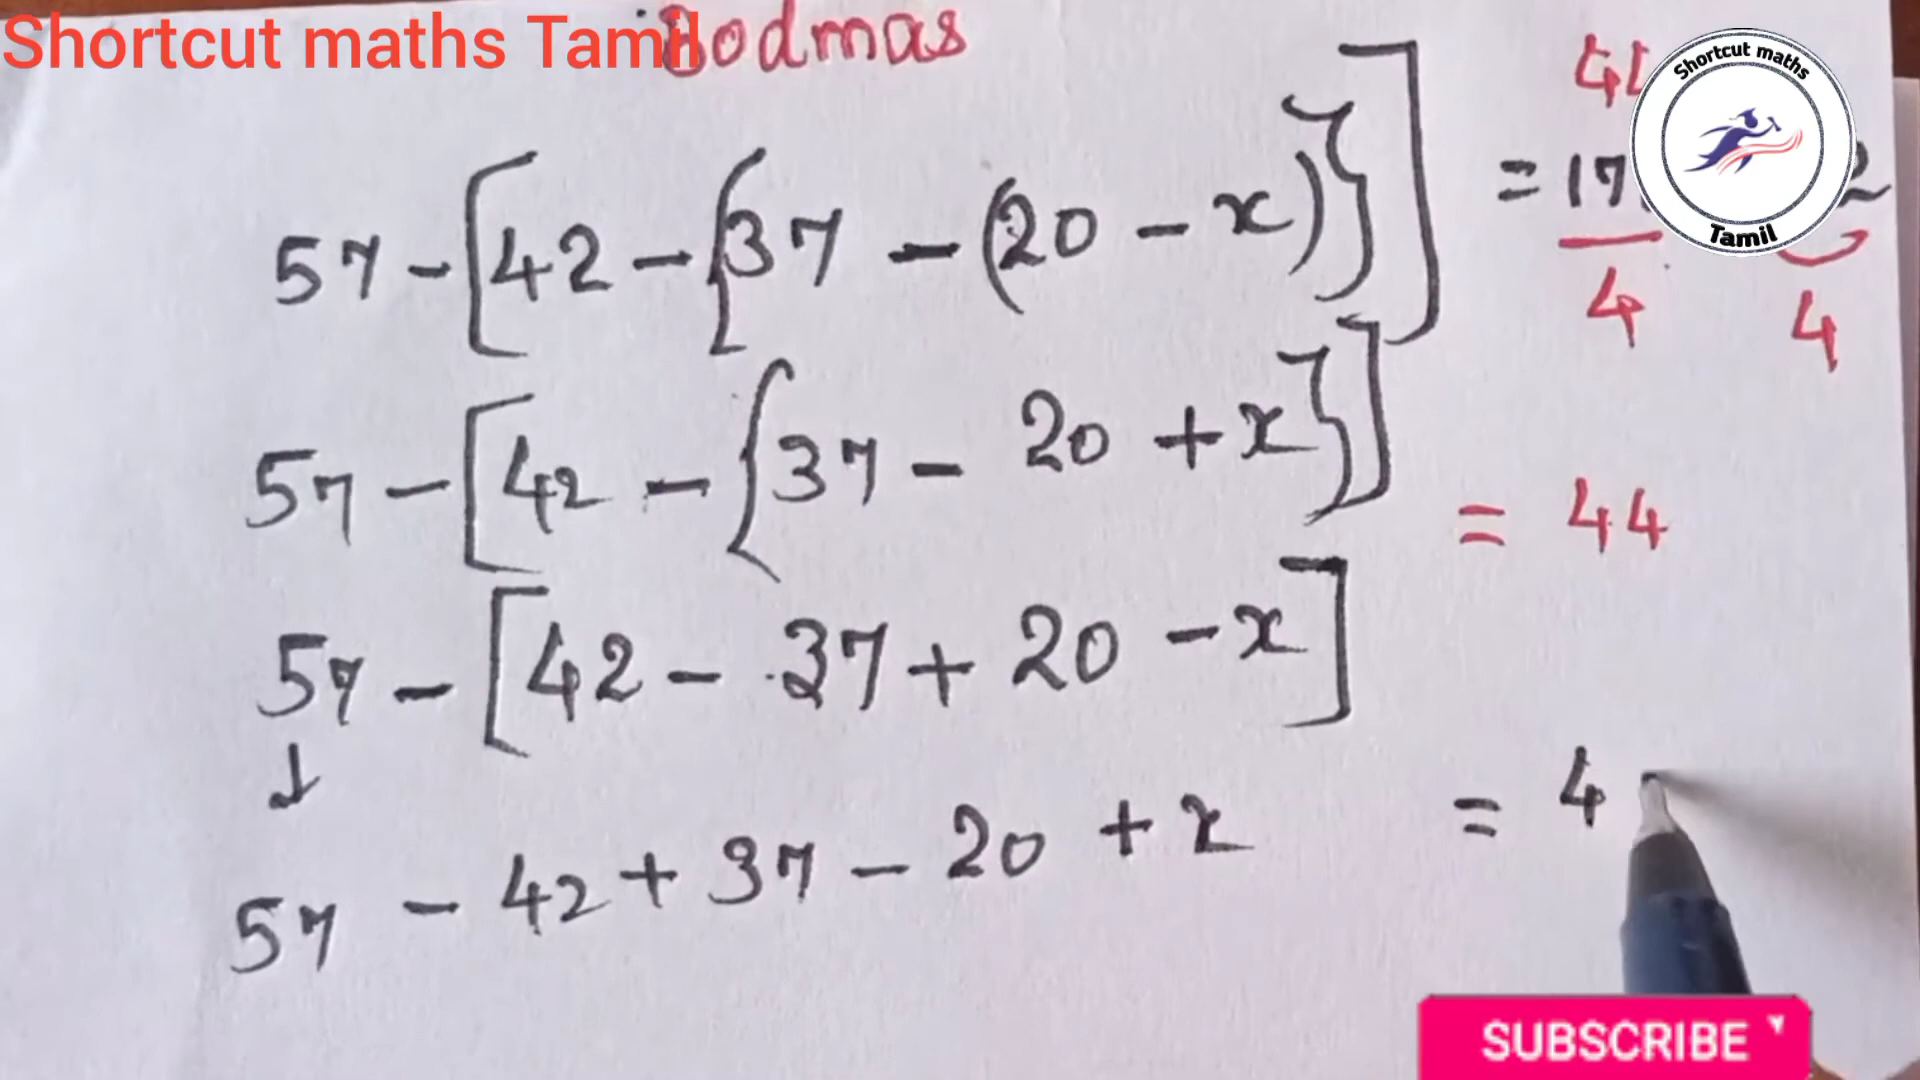 Shortcut maths Tamil
Bodmas
57 - [42 - {37 - (20 - x)}] = 17
4 4
57 - [42 - {37 - 20 + x}] = 44
57 - [42 - 37 + 20 - x]
57 - 42 + 37 - 20 + x = 4
Shortcut maths
Tamil
SUBSCRIBE